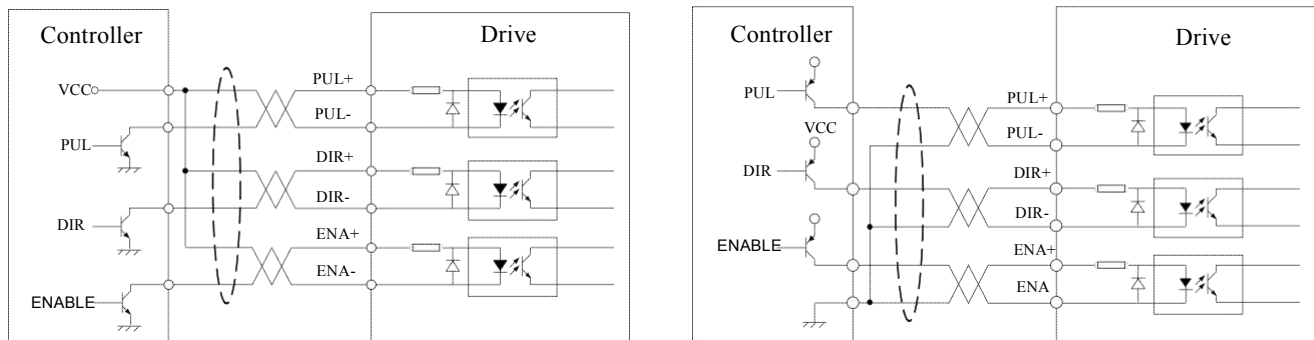 Controller
Drive
VCC
PUL+
PUL-
PUL
DIR+
DIR-
DIR
ENA+
ENA-
ENABLE
Controller
Drive
PUL
PUL+
VCC
PUL-
DIR
DIR+
DIR-
ENABLE
ENA+
ENA